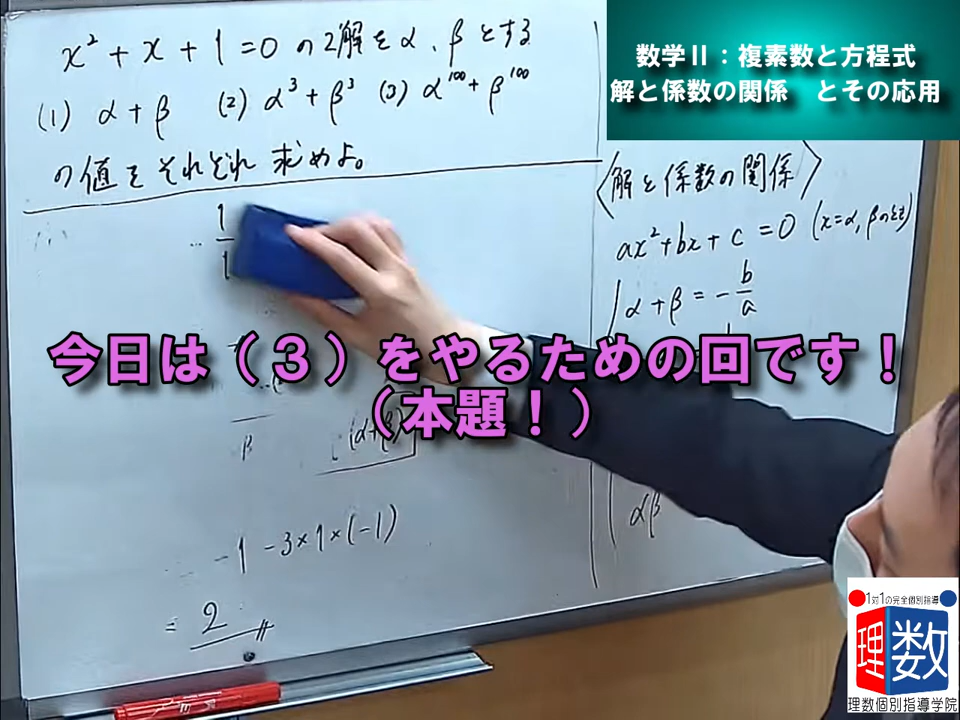 x² + x + 1 = 0 の2解をα、βとする
(1) α + β (2) α³ + β³ (3) α¹⁰⁰ + β¹⁰⁰
の値をそれぞれ求めよ。
数学Ⅱ：複素数と方程式
解と係数の関係 とその応用
〈解と係数の関係〉
ax² + bx + c = 0 (x=α, βのとき)
α + β = - b/a
1
1
今日は（３）をやるための回です！
（本題！）
β
(α+β)
αβ
-1 -3×1×(-1)
= 2
1対1の完全個別指導
理数
理数個別指導学院